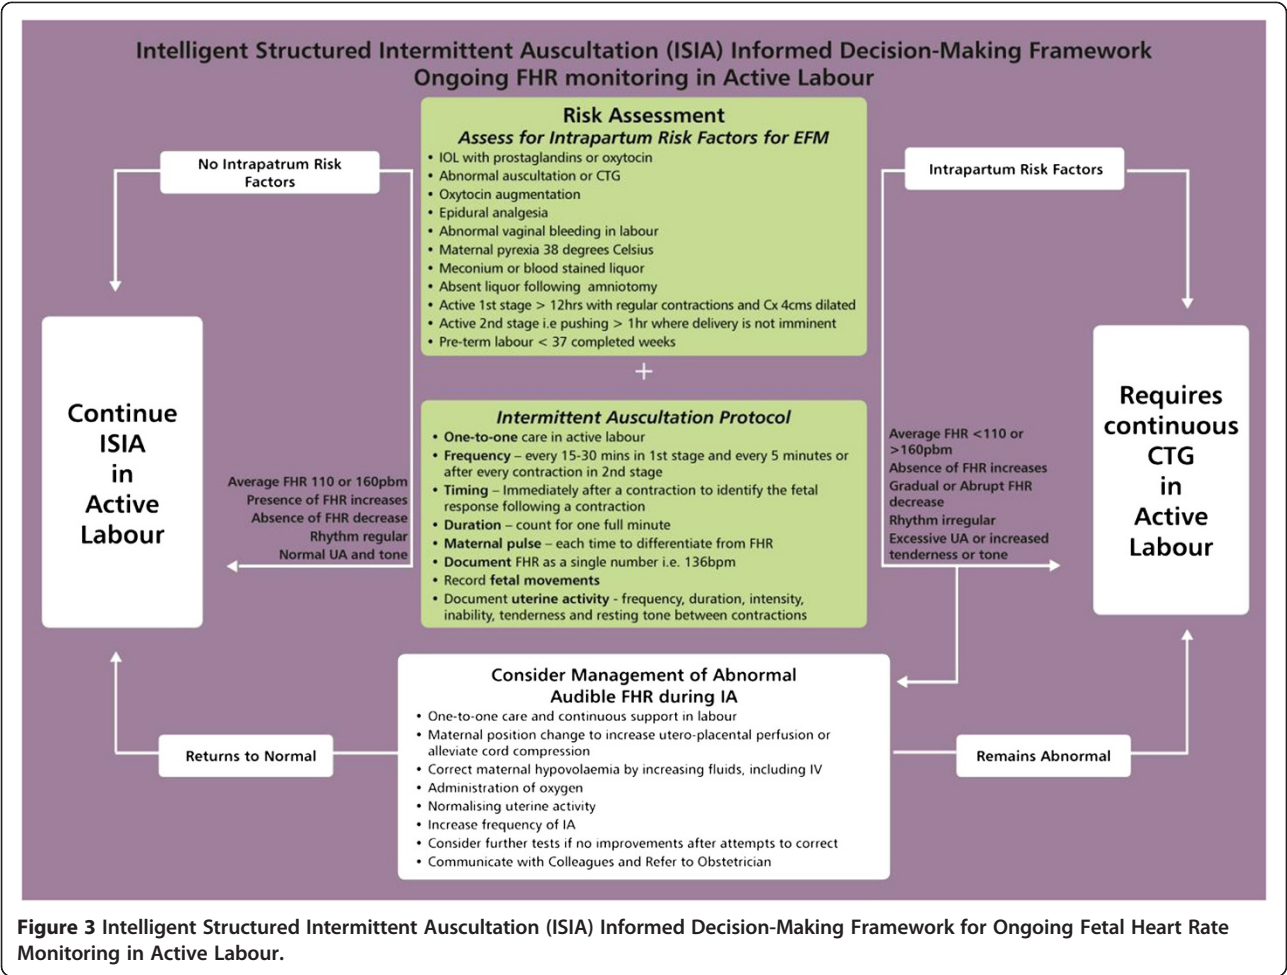 Intelligent Structured Intermittent Auscultation (ISIA) Informed Decision-Making Framework
Ongoing FHR monitoring in Active Labour
Risk Assessment
Assess for Intrapartum Risk Factors for EFM
• IOL with prostaglandins or oxytocin
• Abnormal auscultation or CTG
• Oxytocin augmentation
• Epidural analgesia
• Abnormal vaginal bleeding in labour
• Maternal pyrexia 38 degrees Celsius
• Meconium or blood stained liquor
• Absent liquor following amniotomy
• Active 1st stage > 12hrs with regular contractions and Cx 4cms dilated
• Active 2nd stage i.e pushing > 1hr where delivery is not imminent
• Pre-term labour < 37 completed weeks
No Intrapatrum Risk
Factors
Intrapartum Risk Factors
+
Continue
ISIA
in
Active
Labour
Average FHR 110 or 160pbm
Presence of FHR increases
Absence of FHR decrease
Rhythm regular
Normal UA and tone
Intermittent Auscultation Protocol
• One-to-one care in active labour
• Frequency – every 15-30 mins in 1st stage and every 5 minutes or
after every contraction in 2nd stage
• Timing – Immediately after a contraction to identify the fetal
response following a contraction
• Duration – count for one full minute
• Maternal pulse – each time to differentiate from FHR
• Document FHR as a single number i.e. 136bpm
• Record fetal movements
• Document uterine activity - frequency, duration, intensity,
inability, tenderness and resting tone between contractions
Average FHR <110 or
>160pbm
Absence of FHR increases
Gradual or Abrupt FHR
decrease
Rhythm irregular
Excessive UA or increased
tenderness or tone
Requires
continuous
CTG
in
Active
Labour
Consider Management of Abnormal
Audible FHR during IA
• One-to-one care and continuous support in labour
• Maternal position change to increase utero-placental perfusion or
alleviate cord compression
• Correct maternal hypovolaemia by increasing fluids, including IV
• Administration of oxygen
• Normalising uterine activity
• Increase frequency of IA
• Consider further tests if no improvements after attempts to correct
• Communicate with Colleagues and Refer to Obstetrician
Returns to Normal
Remains Abnormal
Figure 3 Intelligent Structured Intermittent Auscultation (ISIA) Informed Decision-Making Framework for Ongoing Fetal Heart Rate
Monitoring in Active Labour.